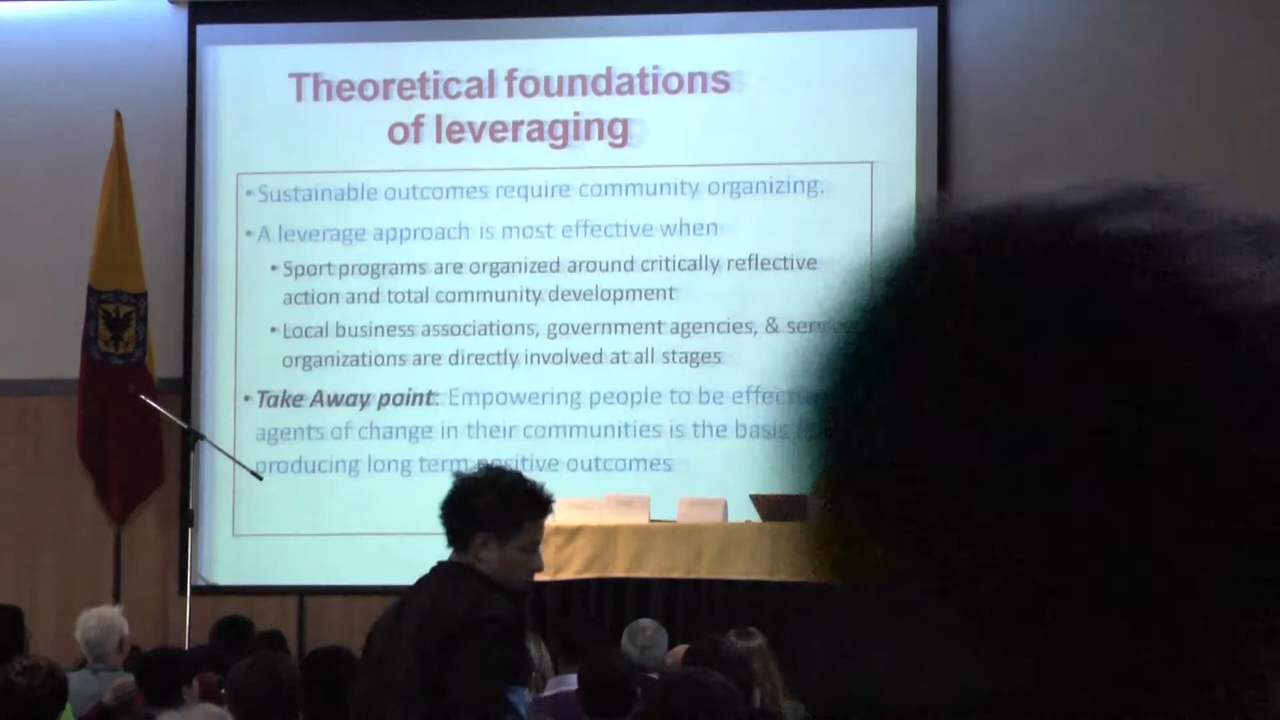 Theoretical foundations
of leveraging
• Sustainable outcomes require community organizing.
• A leverage approach is most effective when
• Sport programs are organized around critically reflective
action and total community development
• Local business associations, government agencies, & service
organizations are directly involved at all stages
• Take Away point: Empowering people to be effective
agents of change in their communities is the basis
producing long term positive outcomes